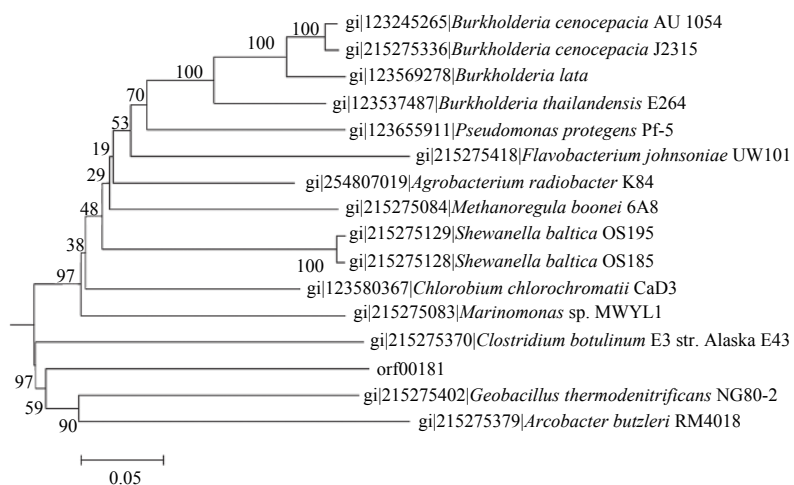 100 gi|123245265|Burkholderia cenocepacia AU 1054
100 gi|215275336|Burkholderia cenocepacia J2315
100 gi|123569278|Burkholderia lata
70 gi|123537487|Burkholderia thailandensis E264
53 gi|123655911|Pseudomonas protegens Pf-5
19 gi|215275418|Flavobacterium johnsoniae UW101
29 gi|254807019|Agrobacterium radiobacter K84
48 gi|215275084|Methanoregula boonei 6A8
38 gi|215275129|Shewanella baltica OS195
100 gi|215275128|Shewanella baltica OS185
97 gi|123580367|Chlorobium chlorochromatii CaD3
gi|215275083|Marinomonas sp. MWYL1
gi|215275370|Clostridium botulinum E3 str. Alaska E43
97 orf00181
59 gi|215275402|Geobacillus thermodenitrificans NG80-2
90 gi|215275379|Arcobacter butzleri RM4018
0.05